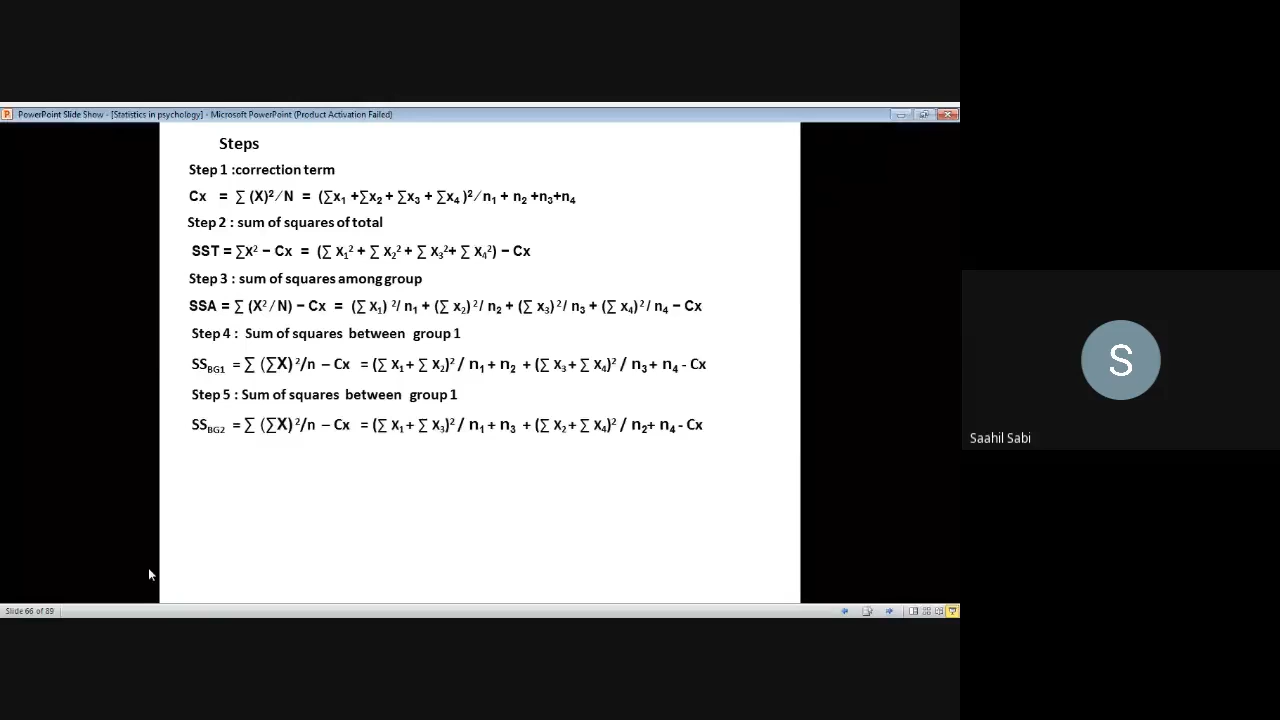 PowerPoint Slide Show - [Statistics in psychology] - Microsoft PowerPoint (Product Activation Failed)
Steps
Step 1 :correction term
Cx = ∑ (X)² ∕ N = (∑x₁ +∑x₂ + ∑x₃ + ∑x₄ )² ∕ n₁ + n₂ +n₃+n₄
Step 2 : sum of squares of total
SST = ∑X² − Cx = (∑ X₁² + ∑ X₂² + ∑ X₃²+ ∑ X₄²) − Cx
Step 3 : sum of squares among group
SSA = ∑ (X² ∕ N) − Cx = (∑ X₁) ²/ n₁ + (∑ x₂) ²/ n₂ + (∑ x₃) ²/ n₃ + (∑ x₄) ²/ n₄ − Cx
Step 4 : Sum of squares between group 1
SS_BG1 = ∑ (∑X) ²/n − Cx = (∑ X₁ + ∑ X₂)² / n₁ + n₂ + (∑ X₃ + ∑ X₄)² / n₃ + n₄ - Cx
Step 5 : Sum of squares between group 1
SS_BG2 = ∑ (∑X) ²/n − Cx = (∑ X₁ + ∑ X₃)² / n₁ + n₃ + (∑ X₂ + ∑ X₄)² / n₂+ n₄ - Cx
S
Saahil Sabi
Slide 66 of 89